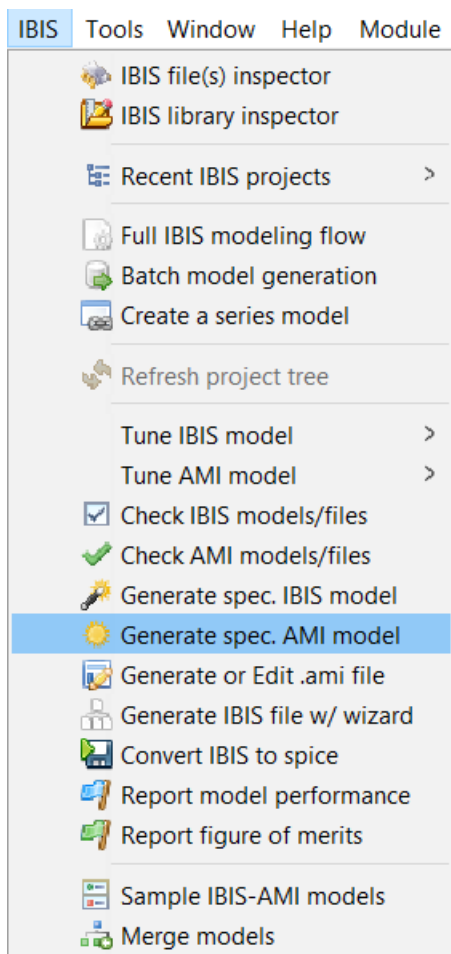 IBIS Tools Window Help Module
IBIS file(s) inspector
IBIS library inspector
Recent IBIS projects >
Full IBIS modeling flow
Batch model generation
Create a series model
Refresh project tree
Tune IBIS model >
Tune AMI model >
Check IBIS models/files
Check AMI models/files
Generate spec. IBIS model
Generate spec. AMI model
Generate or Edit .ami file
Generate IBIS file w/ wizard
Convert IBIS to spice
Report model performance
Report figure of merits
Sample IBIS-AMI models
Merge models